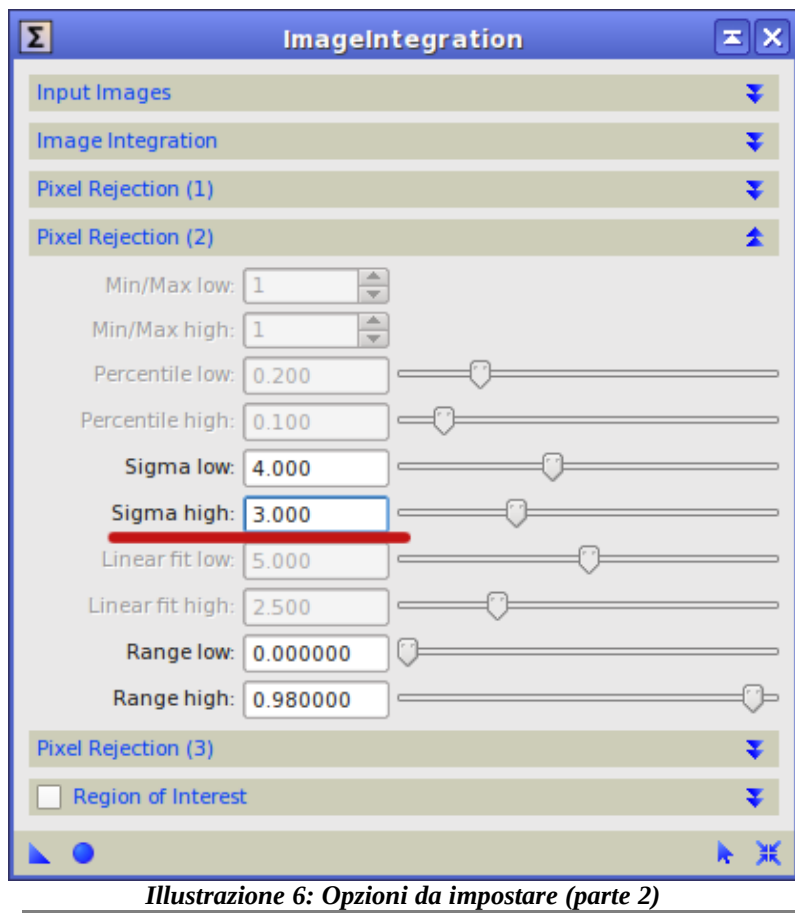 Σ ImageIntegration
Input Images
Image Integration
Pixel Rejection (1)
Pixel Rejection (2)
Min/Max low: 1
Min/Max high: 1
Percentile low: 0.200
Percentile high: 0.100
Sigma low: 4.000
Sigma high: 3.000
Linear fit low: 5.000
Linear fit high: 2.500
Range low: 0.000000
Range high: 0.980000
Pixel Rejection (3)
Region of Interest
Illustrazione 6: Opzioni da impostare (parte 2)